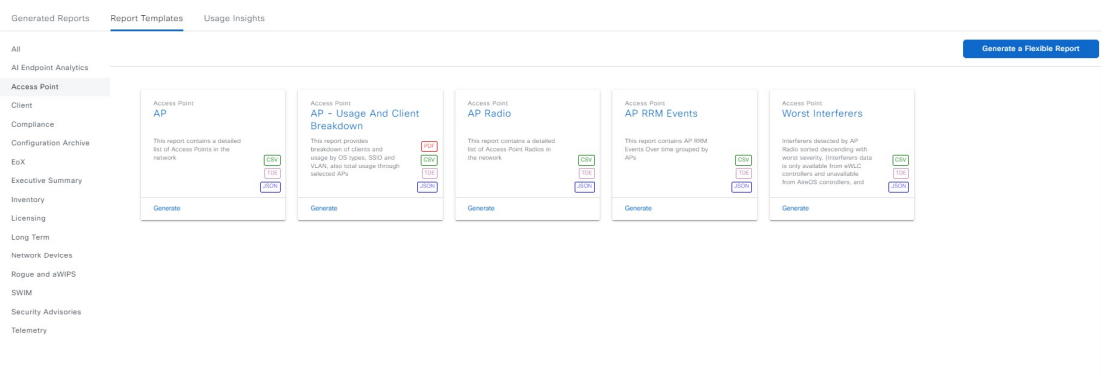 Generated Reports
Report Templates
Usage Insights
Generate a Flexible Report
All
AI Endpoint Analytics
Access Point
Client
Compliance
Configuration Archive
EoX
Executive Summary
Inventory
Licensing
Long Term
Network Devices
Rogue and aWIPS
SWIM
Security Advisories
Telemetry
Access Point
AP
This report contains a detailed
list of Access Points in the
network
CSV
TDE
JSON
Generate
Access Point
AP - Usage And Client
Breakdown
This report provides
breakdown of clients and
usage by OS types, SSID and
VLAN, also total usage through
selected APs
PDF
CSV
TDE
JSON
Generate
Access Point
AP Radio
This report contains a detailed
list of Access Point Radios in
the network
CSV
TDE
JSON
Generate
Access Point
AP RRM Events
This report contains AP RRM
Events Over time grouped by
APs
CSV
TDE
JSON
Generate
Access Point
Worst Interferers
Interferers detected by AP
Radio sorted descending with
worst severity. (Interferers data
is only available from eWLC
controllers and unavailable
from AireOS controllers, and
CSV
TDE
JSON
Generate